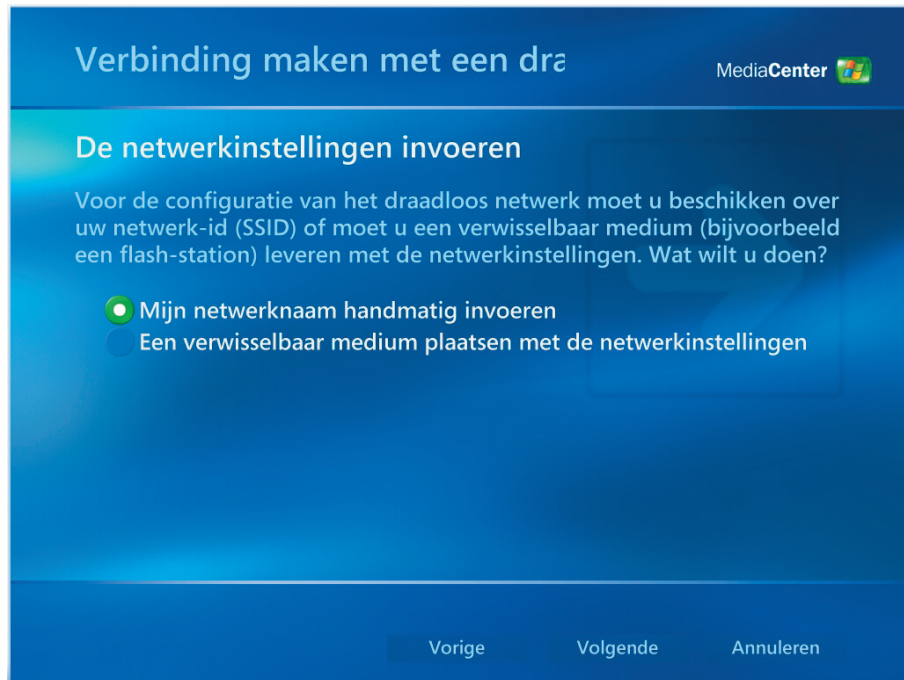 Verbinding maken met een dra
MediaCenter
De netwerkinstellingen invoeren
Voor de configuratie van het draadloos netwerk moet u beschikken over
uw netwerk-id (SSID) of moet u een verwisselbaar medium (bijvoorbeeld
een flash-station) leveren met de netwerkinstellingen. Wat wilt u doen?
Mijn netwerknaam handmatig invoeren
Een verwisselbaar medium plaatsen met de netwerkinstellingen
Vorige Volgende Annuleren